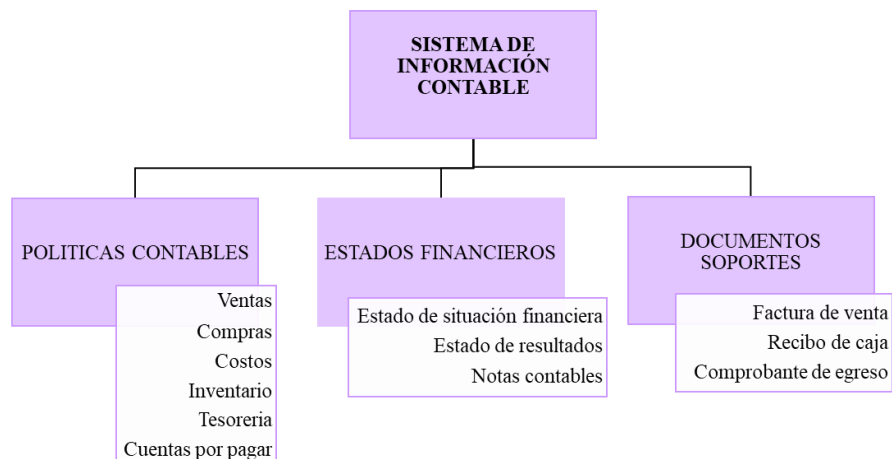 SISTEMA DE
INFORMACIÓN
CONTABLE
POLITICAS CONTABLES
Ventas
Compras
Costos
Inventario
Tesoreria
Cuentas por pagar
ESTADOS FINANCIEROS
Estado de situación financiera
Estado de resultados
Notas contables
DOCUMENTOS
SOPORTES
Factura de venta
Recibo de caja
Comprobante de egreso